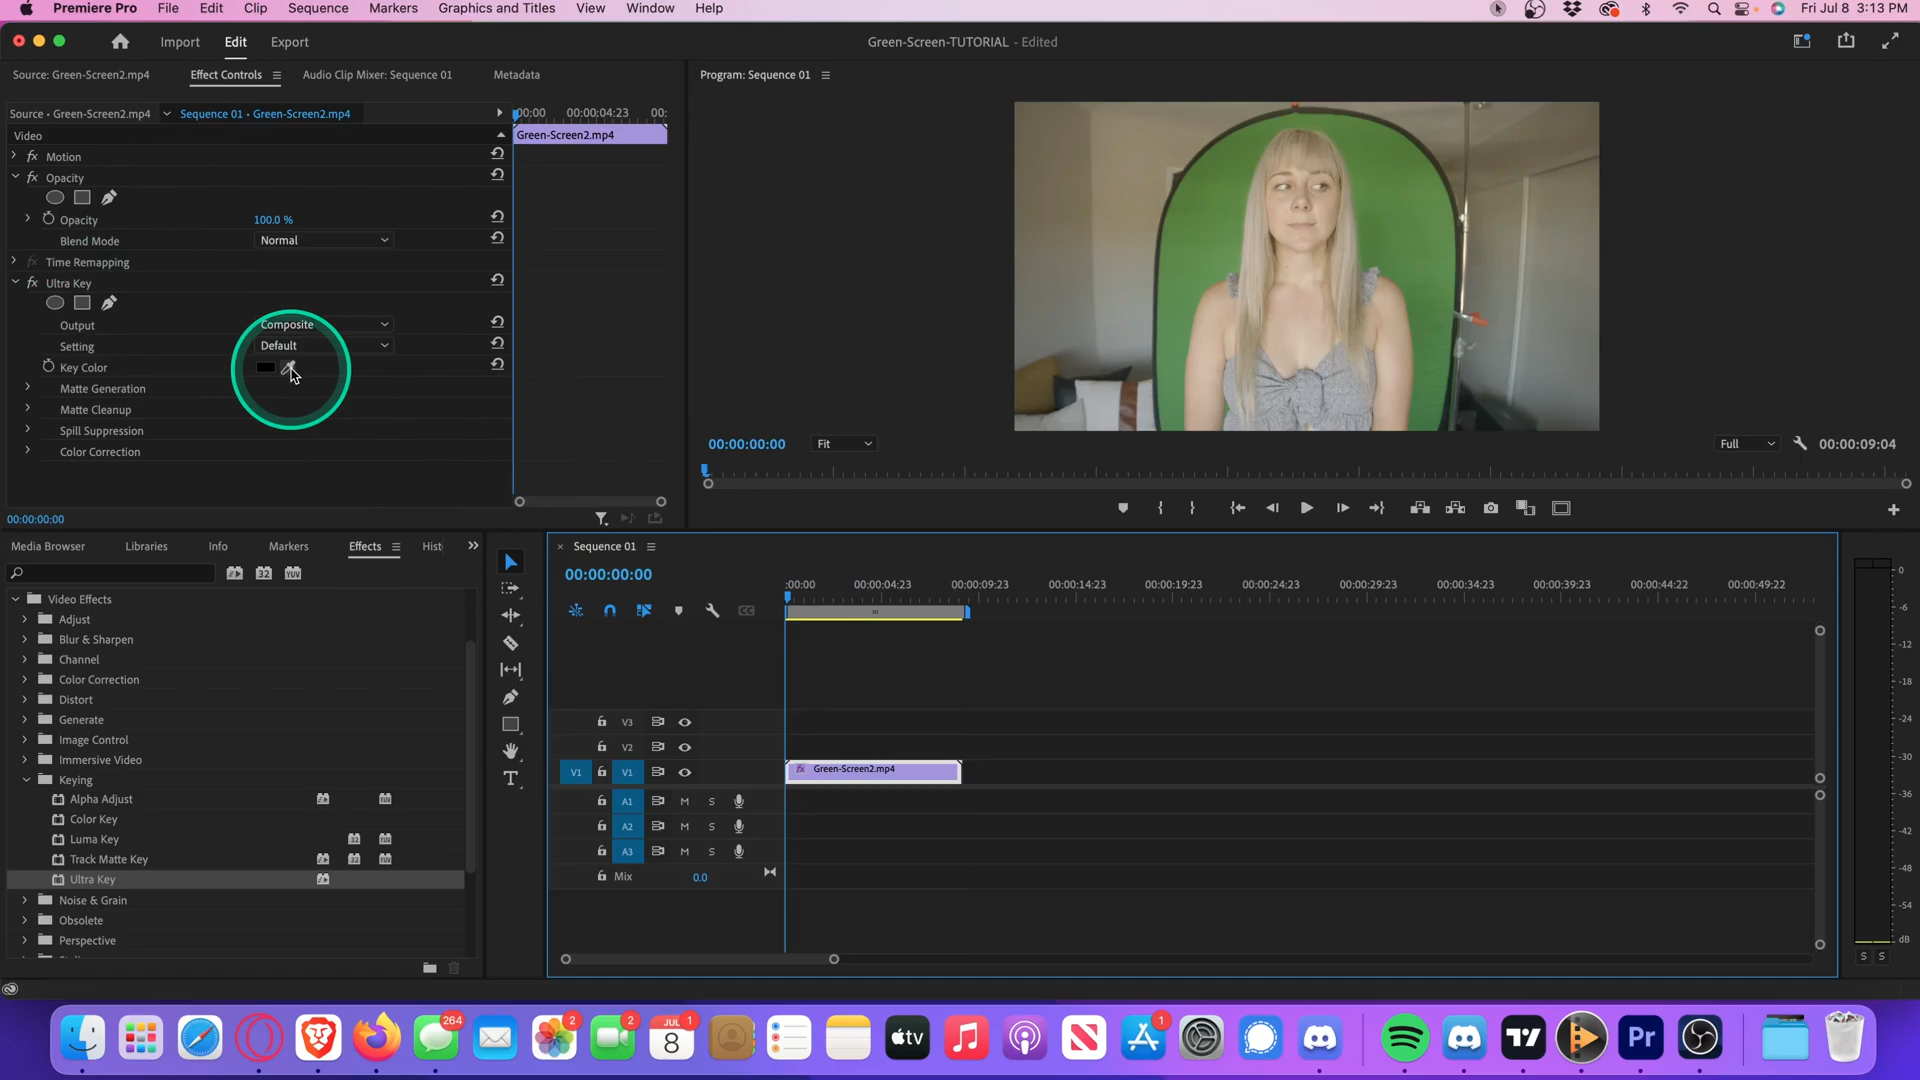 Premiere Pro File Edit Clip Sequence Markers Graphics and Titles View Window Help Fri Jul 8 3:13 PM
Import Edit Export Green-Screen-TUTORIAL - Edited
Source: Green-Screen2.mp4 Effect Controls Audio Clip Mixer: Sequence 01 Metadata Program: Sequence 01
Source • Green-Screen2.mp4 Sequence 01 • Green-Screen2.mp4 00:00 00:00:04:23 00:
Video Green-Screen2.mp4
fx Motion
fx Opacity
Opacity 100.0 %
Blend Mode Normal
fx Time Remapping
fx Ultra Key
Output Composite
Setting Default
Key Color
Matte Generation
Matte Cleanup
Spill Suppression
Color Correction
00:00:00:00 Fit Full 00:00:09:04
00:00:00:00
Media Browser Libraries Info Markers Effects Hist
32 YUV
Video Effects
Adjust
Blur & Sharpen
Channel
Color Correction
Distort
Generate
Image Control
Immersive Video
Keying
Alpha Adjust
Color Key
Luma Key
Track Matte Key
Ultra Key
Noise & Grain
Obsolete
Perspective
× Sequence 01
00:00:00:00
:00:00 00:00:04:23 00:00:09:23 00:00:14:23 00:00:19:23 00:00:24:23 00:00:29:23 00:00:34:23 00:00:39:23 00:00:44:22 00:00:49:22
CC
V3
V2
V1 V1 fx Green-Screen2.mp4
A1 M S
A2 M S
A3 M S
Mix 0.0
0
-6
-12
-18
-24
-30
-36
-42
-48
-54
dB
S S
264 2 2 JUL 8 1 tv 1 Pr